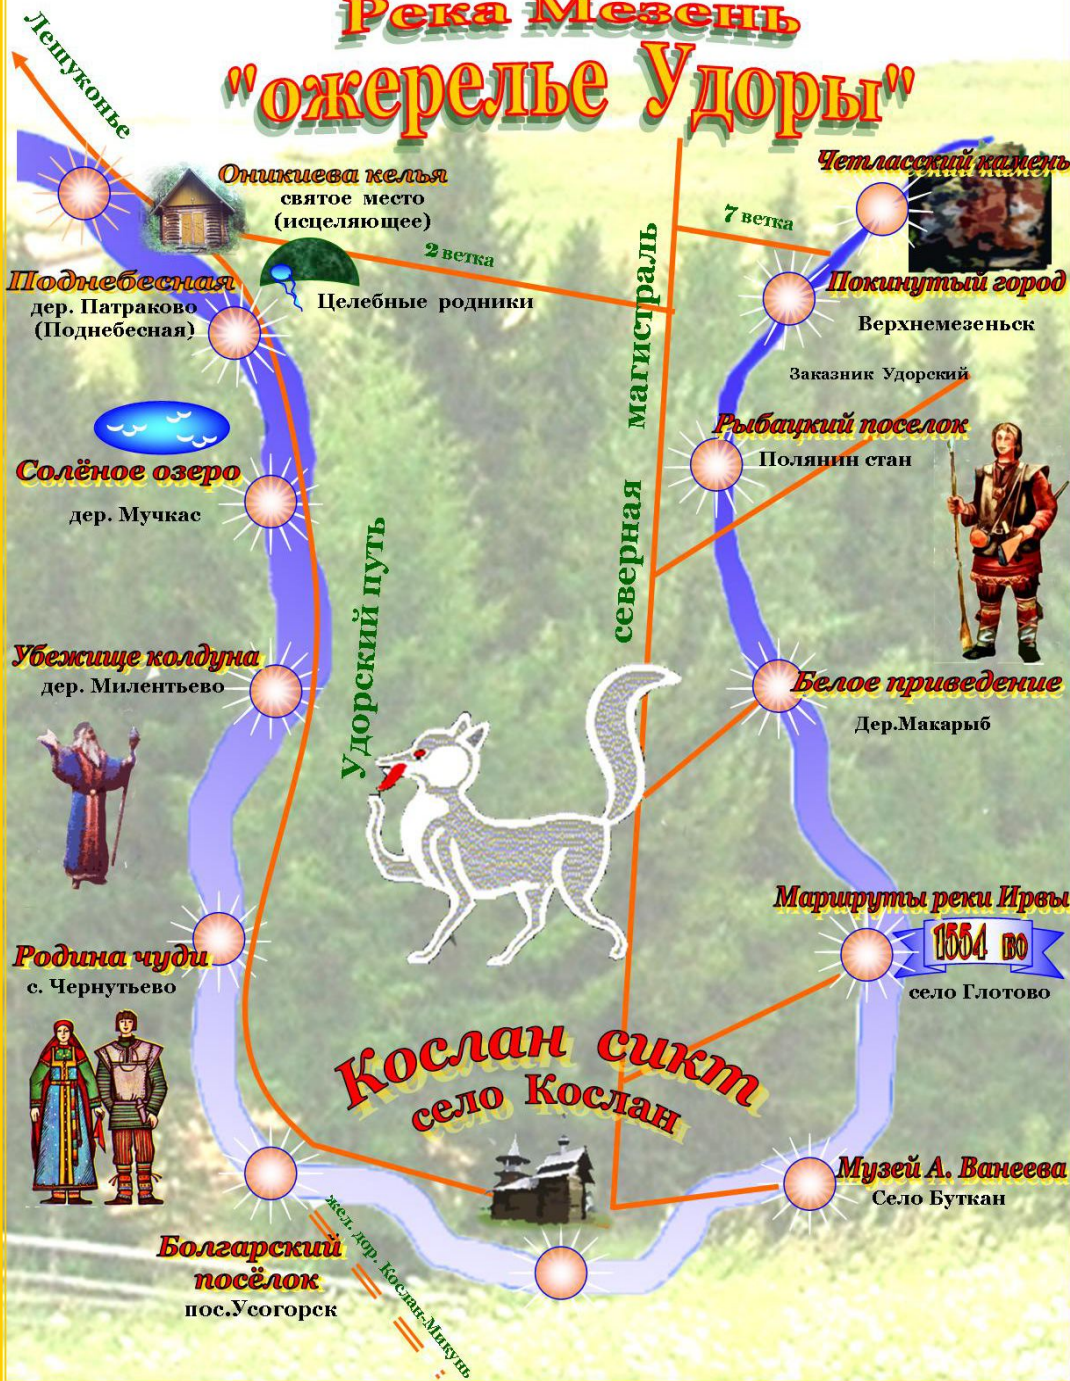 Река Мезень
"ожерелье Удоры"
Лешуконье
Оникиева келья
святое место
(исцеляющее)
2 ветка
Целебные родники
Поднебесная
дер. Патраково
(Поднебесная)
Солёное озеро
дер. Мучкас
Убежище колдуна
дер. Милентьево
Родина чуди
с. Чернутьево
Болгарский
посёлок
пос.Усогорск
жел. дор. Кослан-Микунь
Удорский путь
северная магистраль
7 ветка
Четласский камень
Покинутый город
Верхнемезеньск
Заказник Удорский
Рыбацкий поселок
Полянин стан
Белое приведение
Дер.Макарыб
Маршруты реки Ирвы
1554 во
село Глотово
Музей А. Ванеева
Село Буткан
Кослан сикт
село Кослан